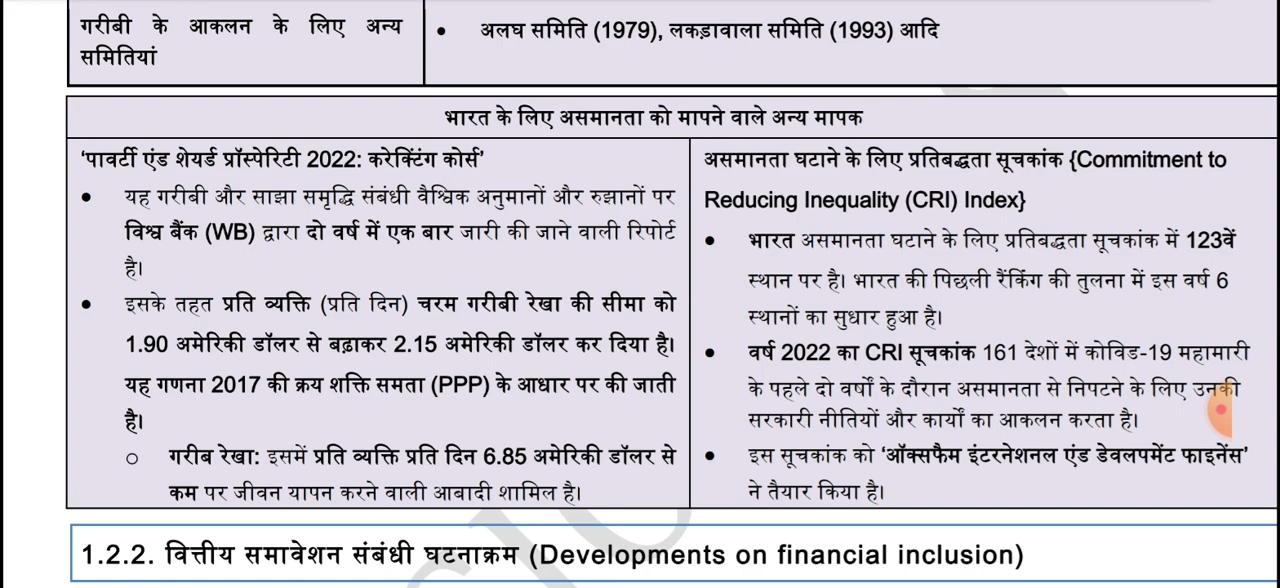 गरीबी के आकलन के लिए अन्य
समितियां
• अलघ समिति (1979), लकड़ावाला समिति (1993) आदि
भारत के लिए असमानता को मापने वाले अन्य मापक
‘पावर्टी एंड शेयर्ड प्रॉस्पेरिटी 2022: करेक्टिंग कोर्स’
• यह गरीबी और साझा समृद्धि संबंधी वैश्विक अनुमानों और रुझानों पर
विश्व बैंक (WB) द्वारा दो वर्ष में एक बार जारी की जाने वाली रिपोर्ट
है।
• इसके तहत प्रति व्यक्ति (प्रति दिन) चरम गरीबी रेखा की सीमा को
1.90 अमेरिकी डॉलर से बढ़ाकर 2.15 अमेरिकी डॉलर कर दिया है।
यह गणना 2017 की क्रय शक्ति समता (PPP) के आधार पर की जाती
है।
o गरीब रेखा: इसमें प्रति व्यक्ति प्रति दिन 6.85 अमेरिकी डॉलर से
कम पर जीवन यापन करने वाली आबादी शामिल है।
असमानता घटाने के लिए प्रतिबद्धता सूचकांक {Commitment to
Reducing Inequality (CRI) Index}
• भारत असमानता घटाने के लिए प्रतिबद्धता सूचकांक में 123वें
स्थान पर है। भारत की पिछली रैंकिंग की तुलना में इस वर्ष 6
स्थानों का सुधार हुआ है।
• वर्ष 2022 का CRI सूचकांक 161 देशों में कोविड-19 महामारी
के पहले दो वर्षों के दौरान असमानता से निपटने के लिए उनकी
सरकारी नीतियों और कार्यों का आकलन करता है।
• इस सूचकांक को ‘ऑक्सफैम इंटरनेशनल एंड डेवलपमेंट फाइनेंस’
ने तैयार किया है।
1.2.2. वित्तीय समावेशन संबंधी घटनाक्रम (Developments on financial inclusion)